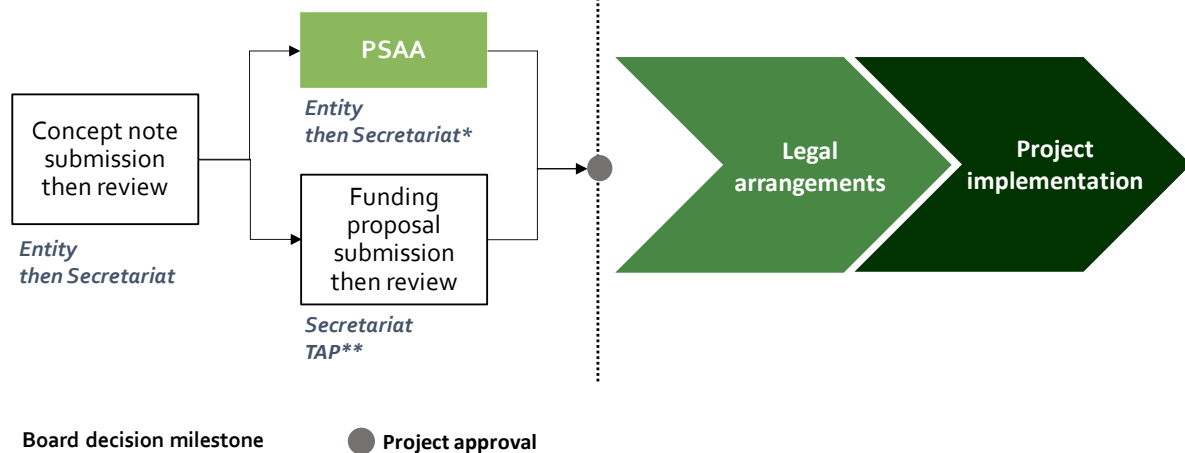 PSAA
Entity
then Secretariat*
Concept note
submission
then review
Entity
then Secretariat
Funding
proposal
submission
then review
Secretariat
TAP**
Legal
arrangements
Project
implementation
Board decision milestone
Project approval